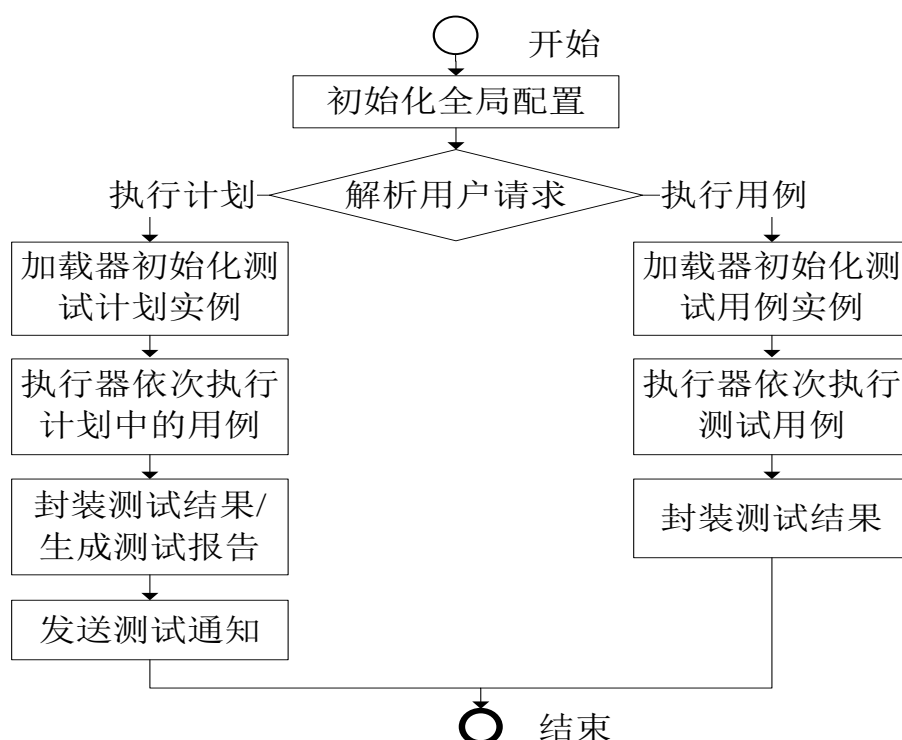 开始
初始化全局配置
执行计划
解析用户请求
执行用例
加载器初始化测
试计划实例
加载器初始化测
试用例实例
执行器依次执行
计划中的用例
执行器依次执行
测试用例
封装测试结果/
生成测试报告
封装测试结果
发送测试通知
结束